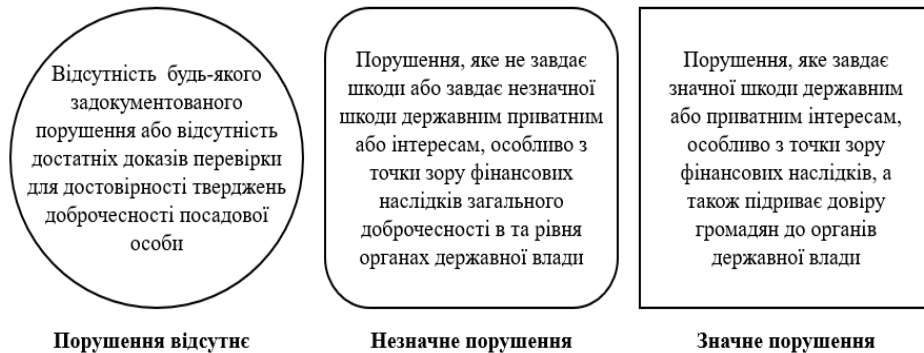 Відсутність будь-якого
задокументованого
порушення або відсутність
достатніх доказів перевірки
для достовірності тверджень
доброчесності посадової
особи
Порушення відсутнє
Порушення, яке не завдає
шкоди або завдає незначної
шкоди державним приватним
або інтересам, особливо з
точки зору фінансових
наслідків загального
доброчесності в та рівня
органах державної влади
Незначне порушення
Порушення, яке завдає
значної шкоди державним
або приватним інтересам,
особливо з точки зору
фінансових наслідків, а
також підриває довіру
громадян до органів
державної влади
Значне порушення